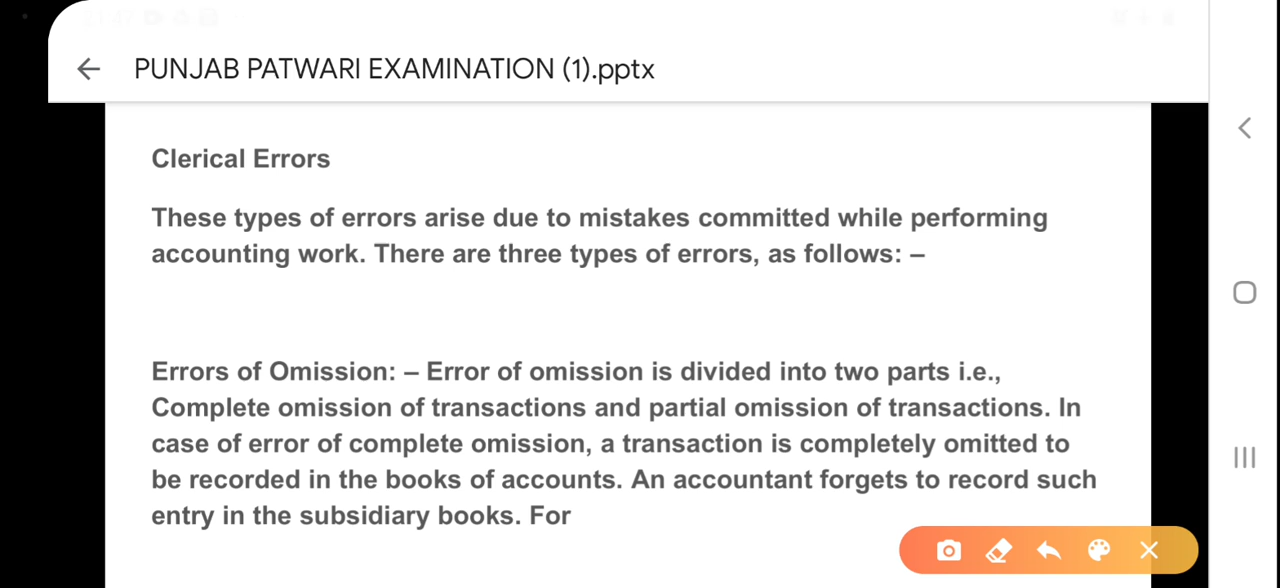 PUNJAB PATWARI EXAMINATION (1).pptx
Clerical Errors
These types of errors arise due to mistakes committed while performing
accounting work. There are three types of errors, as follows: –
Errors of Omission: – Error of omission is divided into two parts i.e.,
Complete omission of transactions and partial omission of transactions. In
case of error of complete omission, a transaction is completely omitted to
be recorded in the books of accounts. An accountant forgets to record such
entry in the subsidiary books. For